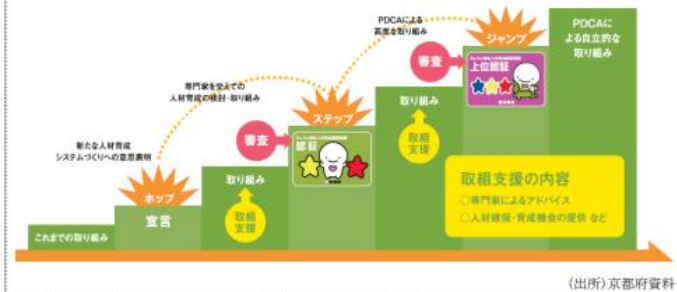 新たな人材育成
システムづくりへの意思表明
専門家を交えての
人材育成の検討・取り組み
PDCAによる
高度な取り組み
これまでの取り組み
ホップ
宣言
取り組み
取組
支援
審査
ステップ
認証
取り組み
取組
支援
審査
ジャンプ
上位認証
PDCAに
よる自立的な
取り組み
取組支援の内容
○専門家によるアドバイス
○人材確保・育成機会の提供 など
(出所)京都府資料